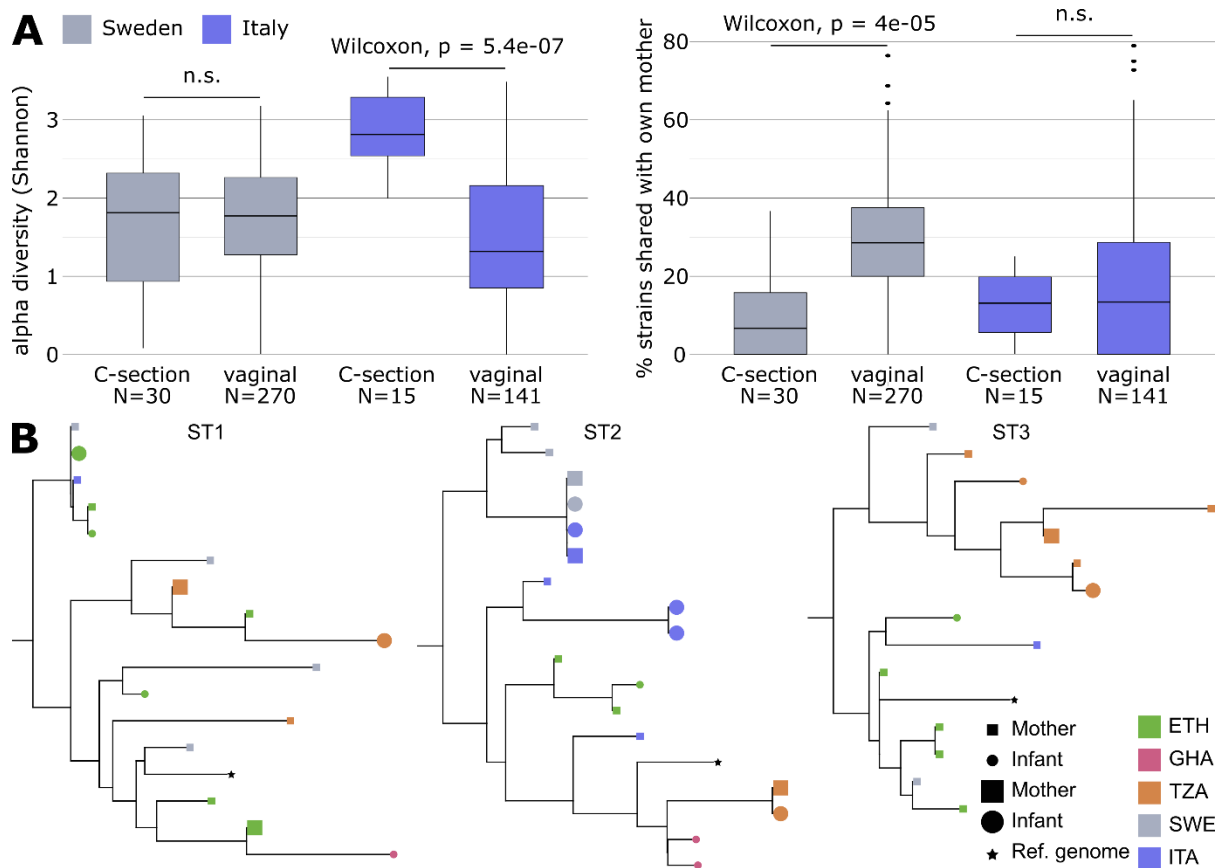 A
Sweden Italy
n.s.
Wilcoxon, p = 5.4e-07
alpha diversity (Shannon)
3
2
1
0
C-section
N=30
vaginal
N=270
C-section
N=15
vaginal
N=141
Wilcoxon, p = 4e-05
n.s.
% strains shared with own mother
80
60
40
20
0
C-section
N=30
vaginal
N=270
C-section
N=15
vaginal
N=141
B
ST1
ST2
ST3
Mother
Infant
Mother
Infant
Ref. genome
ETH
GHA
TZA
SWE
ITA